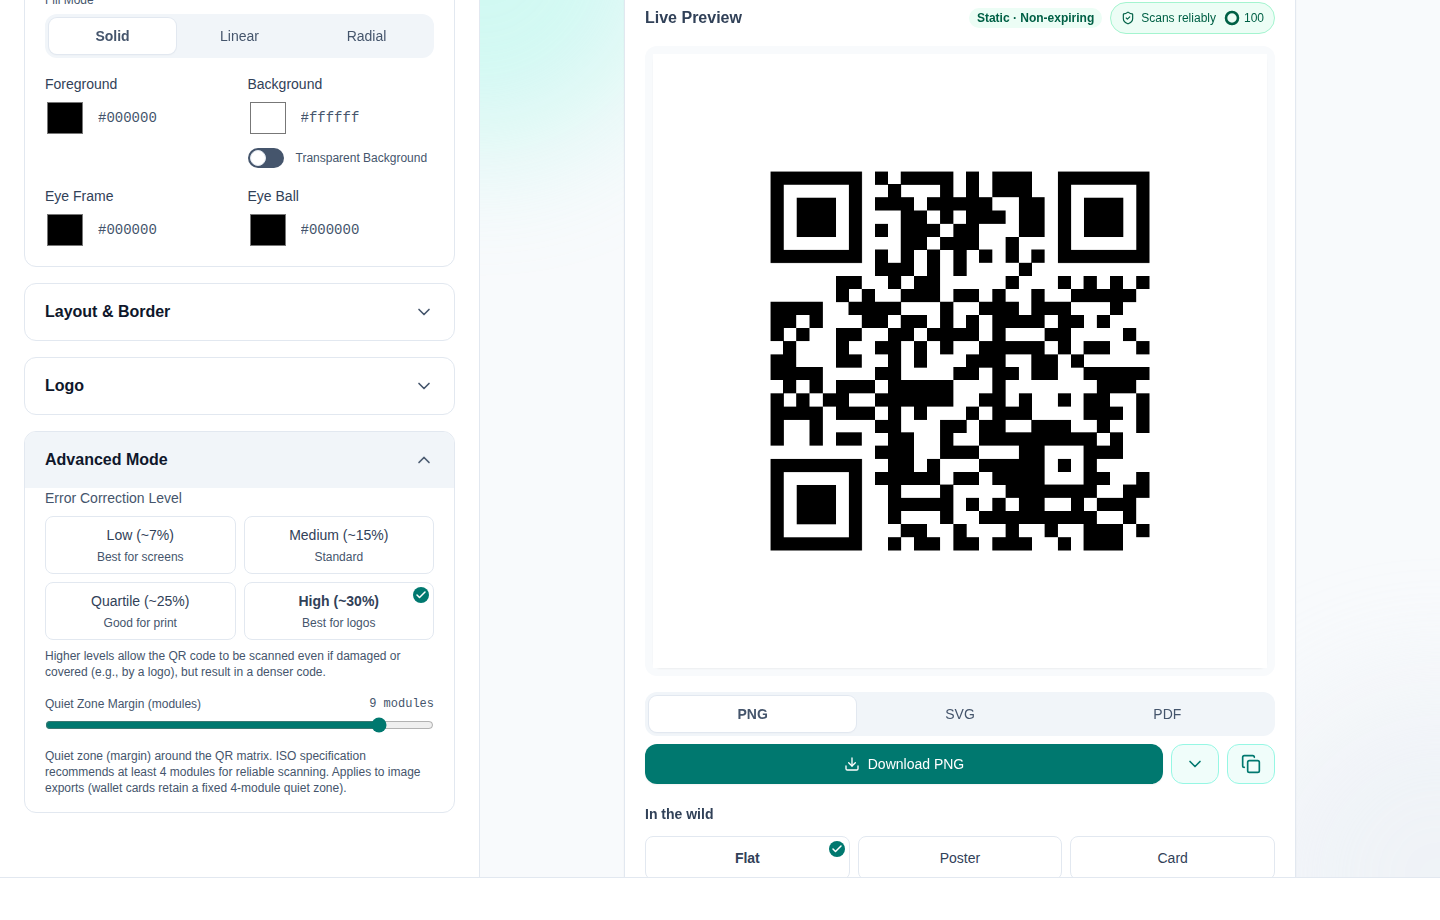 Fill Mode
Solid
Linear
Radial
Foreground
Background
#000000
#ffffff
Transparent Background
Eye Frame
Eye Ball
#000000
#000000
Layout & Border
Logo
Advanced Mode
Error Correction Level
Low (~7%)
Best for screens
Medium (~15%)
Standard
Quartile (~25%)
Good for print
High (~30%)
Best for logos
Higher levels allow the QR code to be scanned even if damaged or
covered (e.g., by a logo), but result in a denser code.
Quiet Zone Margin (modules)
9 modules
Quiet zone (margin) around the QR matrix. ISO specification
recommends at least 4 modules for reliable scanning. Applies to image
exports (wallet cards retain a fixed 4-module quiet zone).
Live Preview
Static · Non-expiring
Scans reliably
100
PNG
SVG
PDF
Download PNG
In the wild
Flat
Poster
Card